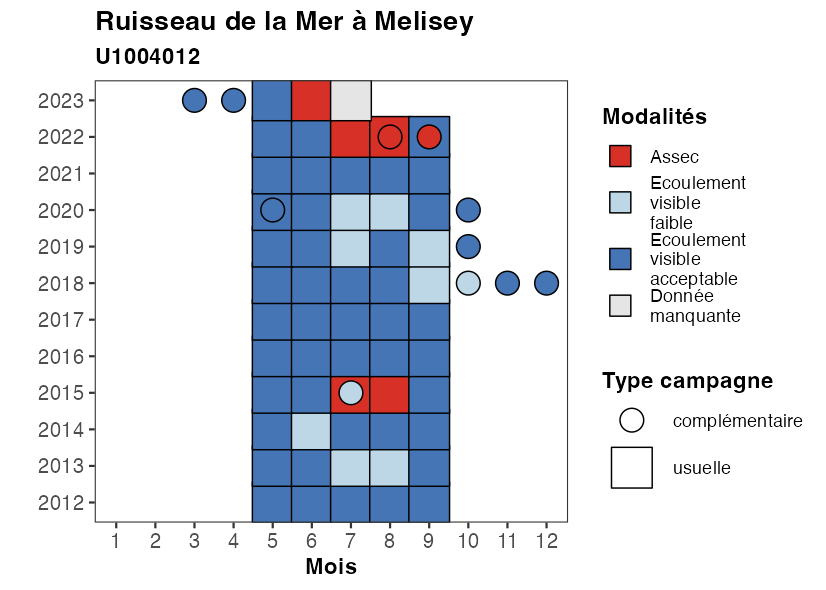 Ruisseau de la Mer à Melisey
U1004012
2023
2022
2021
2020
2019
2018
2017
2016
2015
2014
2013
2012
1 2 3 4 5 6 7 8 9 10 11 12
Mois
Modalités
Assec
Ecoulement
visible
faible
Ecoulement
visible
acceptable
Donnée
manquante
Type campagne
complémentaire
usuelle